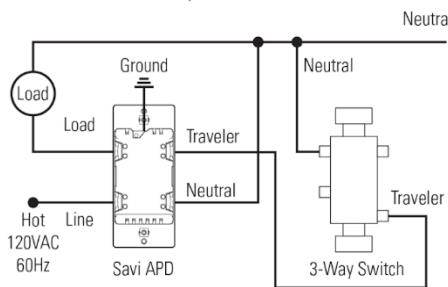 Neutra
Ground
Neutral
Load
Load
Traveler
Neutral
Traveler
Hot
Line
120VAC
60Hz
Savi APD
3-Way Switch